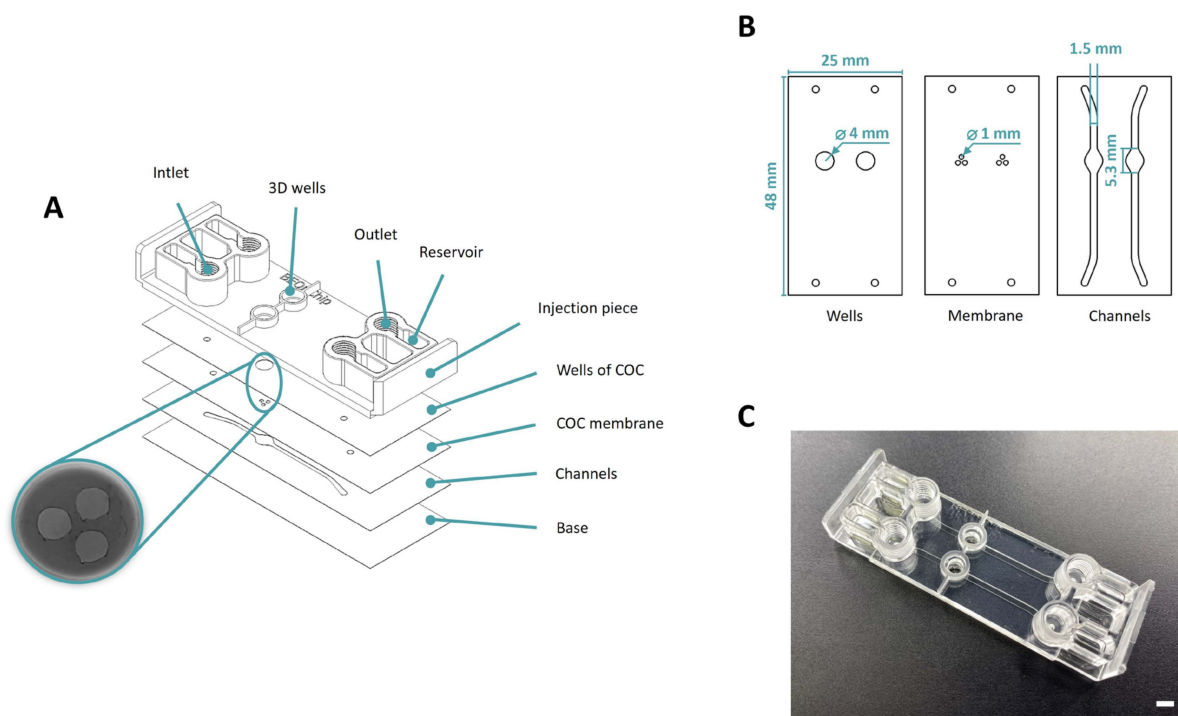 A
Intlet
3D wells
Outlet
Reservoir
Injection piece
Wells of COC
COC membrane
Channels
Base
B
25 mm
1.5 mm
⌀ 4 mm
⌀ 1 mm
48 mm
5.3 mm
Wells
Membrane
Channels
C